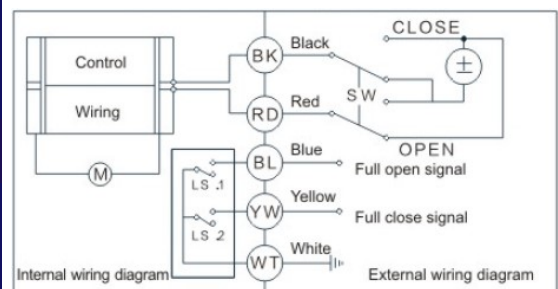 CLOSE
Control
BK
Black
±
SW
Wiring
RD
Red
OPEN
M
BL
Blue
Full open signal
LS .1
YW
Yellow
Full close signal
LS .2
WT
White
Internal wiring diagram
External wiring diagram